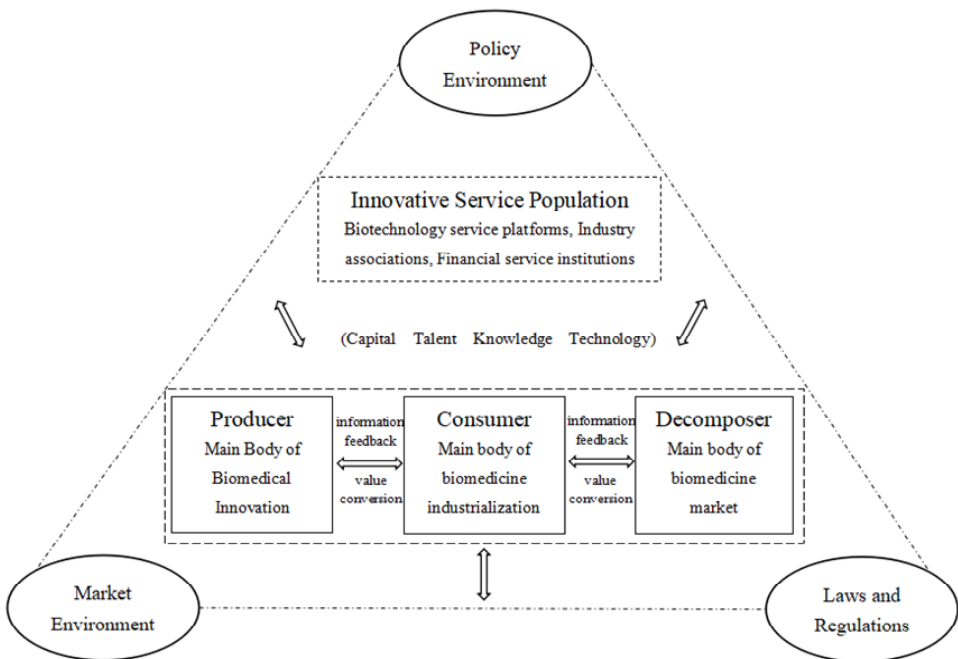 Policy
Environment
Innovative Service Population
Biotechnology service platforms, Industry
associations, Financial service institutions
(Capital Talent Knowledge Technology)
Producer
Main Body of
Biomedical
Innovation
information
feedback
value
conversion
Consumer
Main body of
biomedicine
industrialization
information
feedback
value
conversion
Decomposer
Main body of
biomedicine
market
Market
Environment
Laws and
Regulations